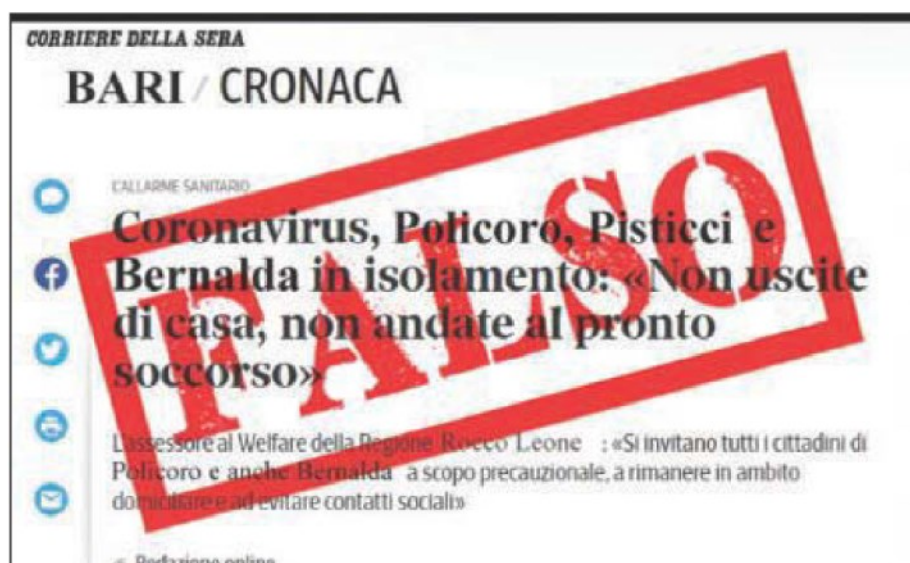 CORRIERE DELLA SERA
BARI / CRONACA
L'ALLARME SANITARIO
Coronavirus, Policoro, Pisticci e
Bernalda in isolamento: «Non uscite
di casa, non andate al pronto
soccorso»
FALSO
L'assessore al Welfare della Regione Rocco Leone : «Si invitano tutti i cittadini di
Policoro e anche Bernalda a scopo precauzionale, a rimanere in ambito
domiciliare e ad evitare contatti sociali»
Redazione online